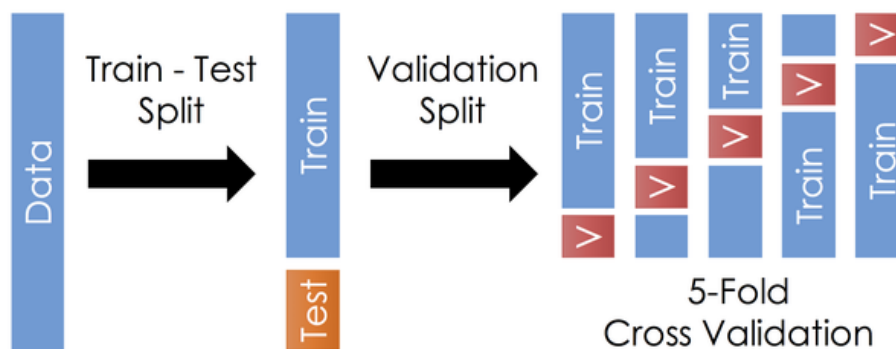 Data
Train - Test
Split
Train
Test
Validation
Split
Train
V
Train
V
Train
V
V
Train
V
Train
5-Fold
Cross Validation